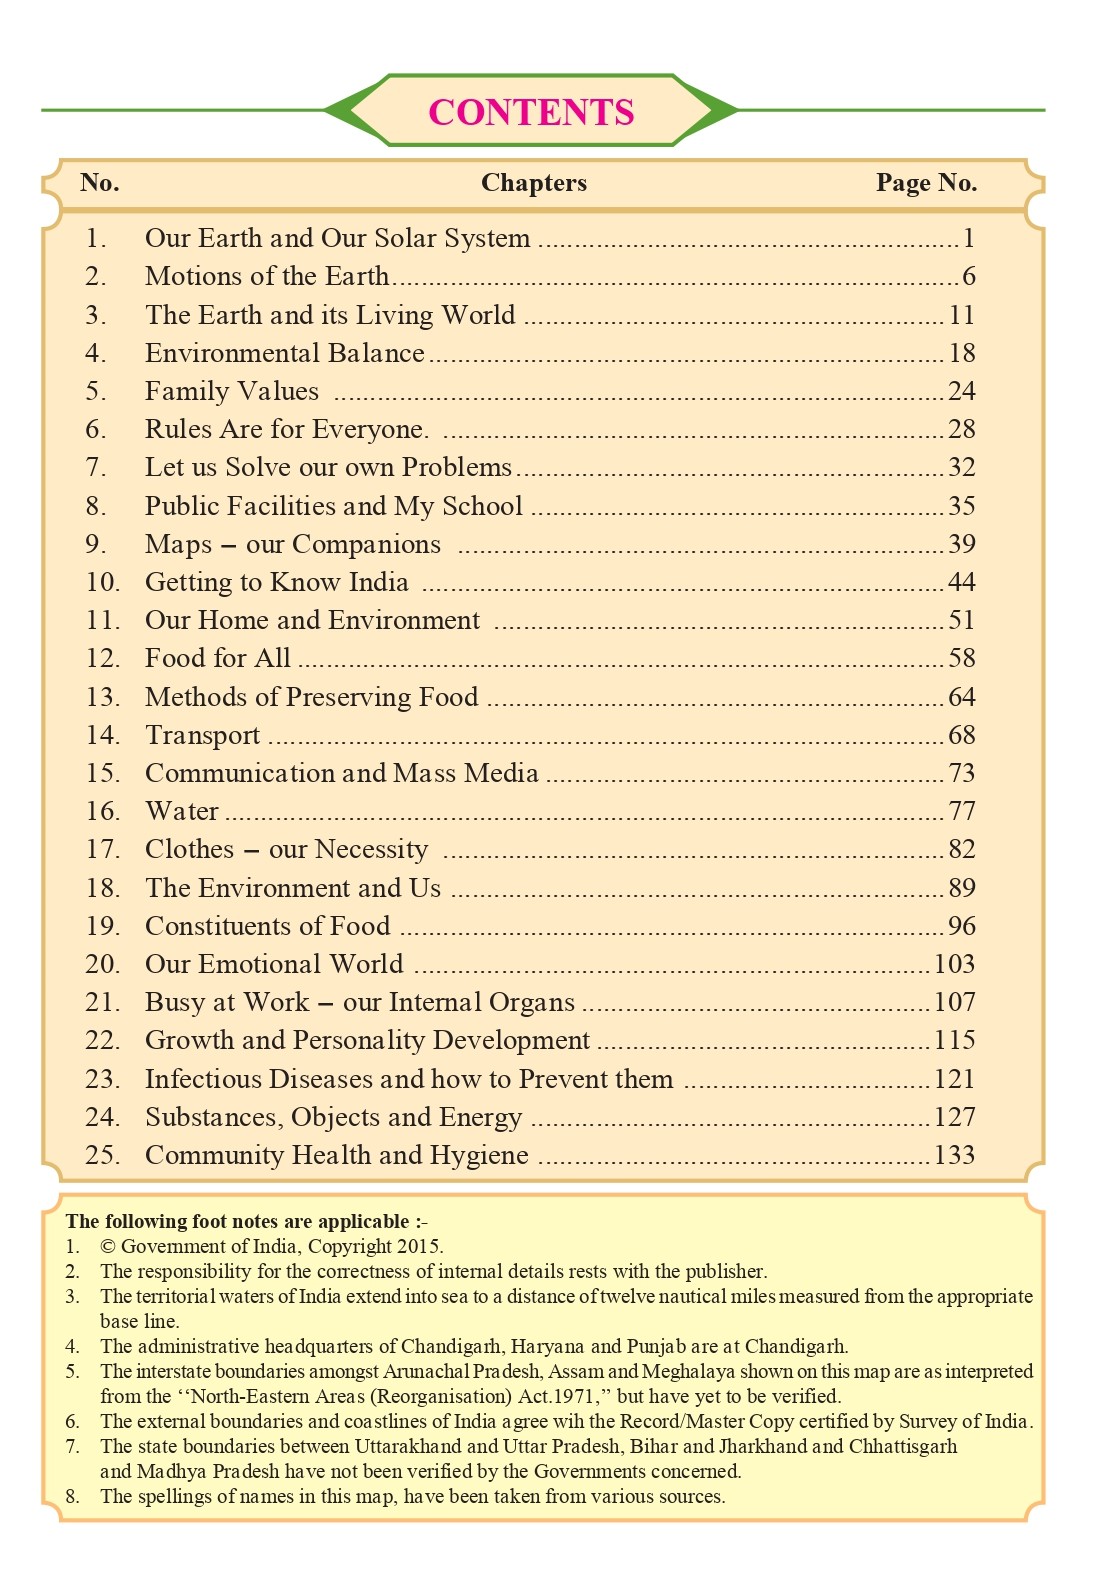 CONTENTS
No. Chapters Page No.
1. Our Earth and Our Solar System ..........................................................1
2. Motions of the Earth..............................................................................6
3. The Earth and its Living World ..........................................................11
4. Environmental Balance.......................................................................18
5. Family Values ....................................................................................24
6. Rules Are for Everyone. .....................................................................28
7. Let us Solve our own Problems...........................................................32
8. Public Facilities and My School .........................................................35
9. Maps – our Companions ...................................................................39
10. Getting to Know India ........................................................................44
11. Our Home and Environment ..............................................................51
12. Food for All .........................................................................................58
13. Methods of Preserving Food ...............................................................64
14. Transport .............................................................................................68
15. Communication and Mass Media .......................................................73
16. Water ...................................................................................................77
17. Clothes – our Necessity .....................................................................82
18. The Environment and Us ....................................................................89
19. Constituents of Food ...........................................................................96
20. Our Emotional World .......................................................................103
21. Busy at Work – our Internal Organs ................................................107
22. Growth and Personality Development ..............................................115
23. Infectious Diseases and how to Prevent them ..................................121
24. Substances, Objects and Energy .......................................................127
25. Community Health and Hygiene ......................................................133
The following foot notes are applicable :-
1. © Government of India, Copyright 2015.
2. The responsibility for the correctness of internal details rests with the publisher.
3. The territorial waters of India extend into sea to a distance of twelve nautical miles measured from the appropriate
base line.
4. The administrative headquarters of Chandigarh, Haryana and Punjab are at Chandigarh.
5. The interstate boundaries amongst Arunachal Pradesh, Assam and Meghalaya shown on this map are as interpreted
from the ‘‘North-Eastern Areas (Reorganisation) Act.1971,’’ but have yet to be verified.
6. The external boundaries and coastlines of India agree wih the Record/Master Copy certified by Survey of India.
7. The state boundaries between Uttarakhand and Uttar Pradesh, Bihar and Jharkhand and Chhattisgarh
and Madhya Pradesh have not been verified by the Governments concerned.
8. The spellings of names in this map, have been taken from various sources.